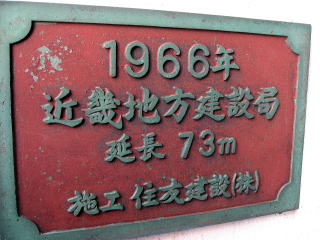 1966年
近畿地方建設局
延長 73m
施工 住友建設(株)